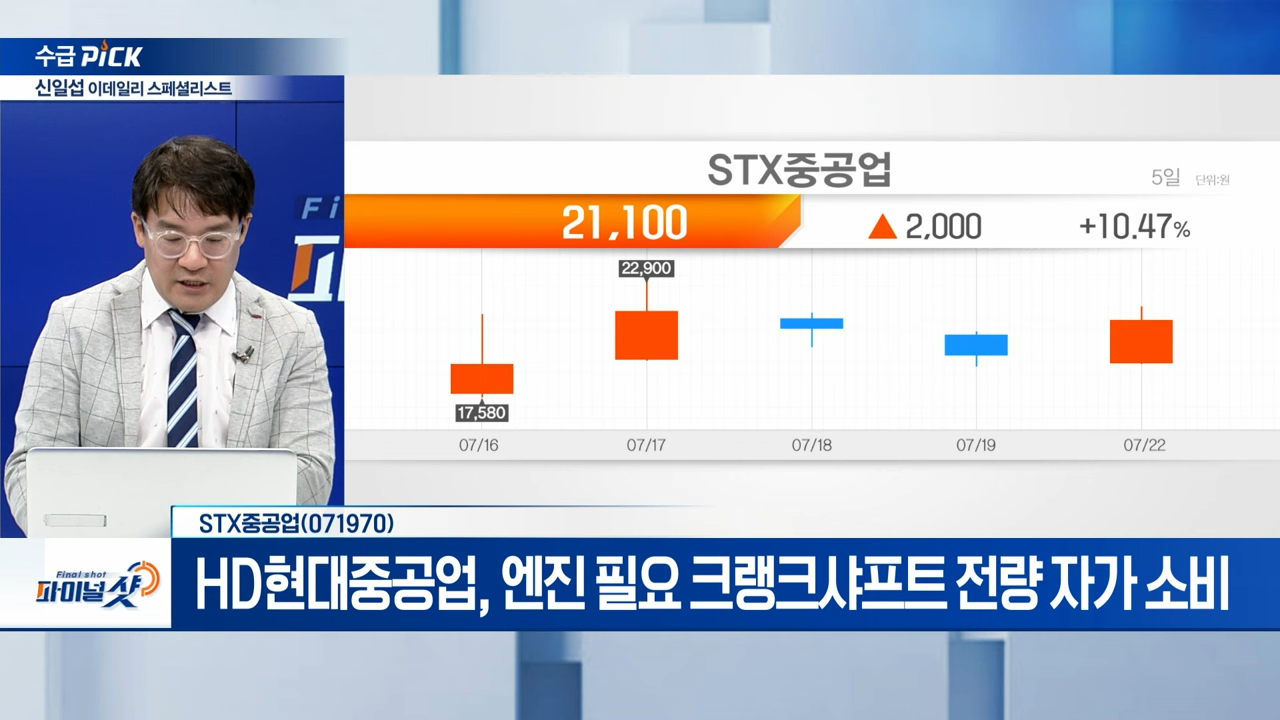 수급 PiCK
신일섭 이데일리 스페셜리스트
Fi
STX중공업
5일 단위:원
21,100 ▲ 2,000 +10.47%
22,900
17,580
07/16 07/17 07/18 07/19 07/22
STX중공업(071970)
Final shot
파이널샷
HD현대중공업, 엔진 필요 크랭크샤프트 전량 자가 소비